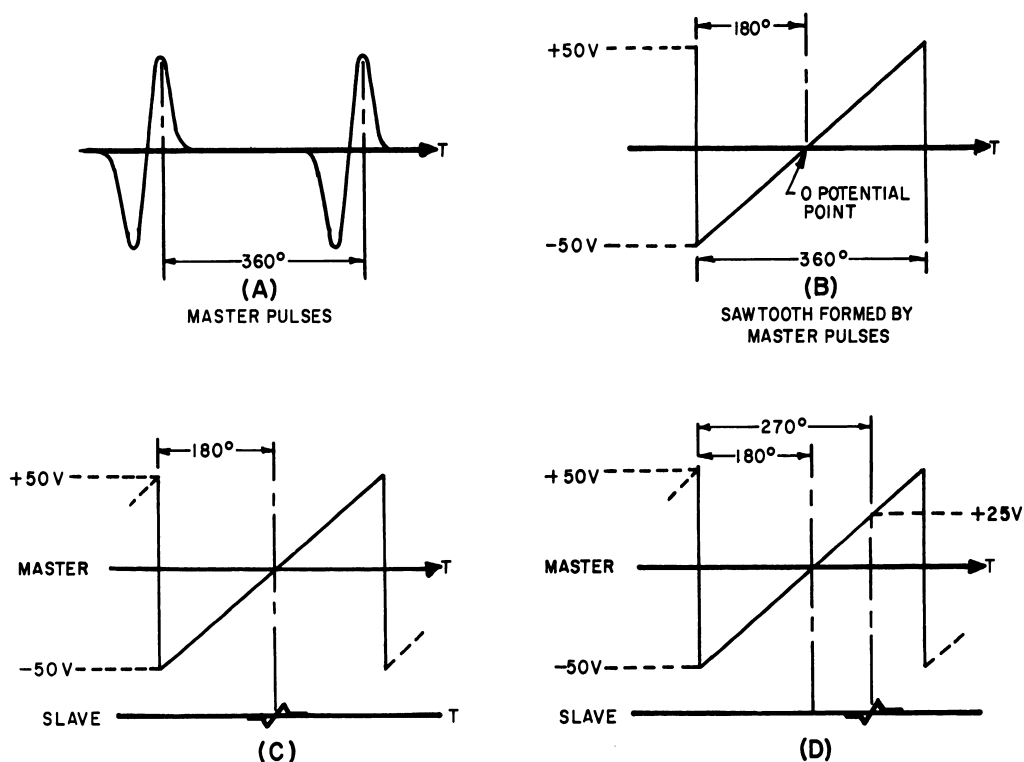 T
360°
(A)
MASTER PULSES
180°
+50V
T
0 POTENTIAL
POINT
-50V
360°
(B)
SAWTOOTH FORMED BY
MASTER PULSES
180°
+50V
MASTER
T
-50V
SLAVE
T
(C)
270°
180°
+50V
+25V
MASTER
T
-50V
SLAVE
(D)